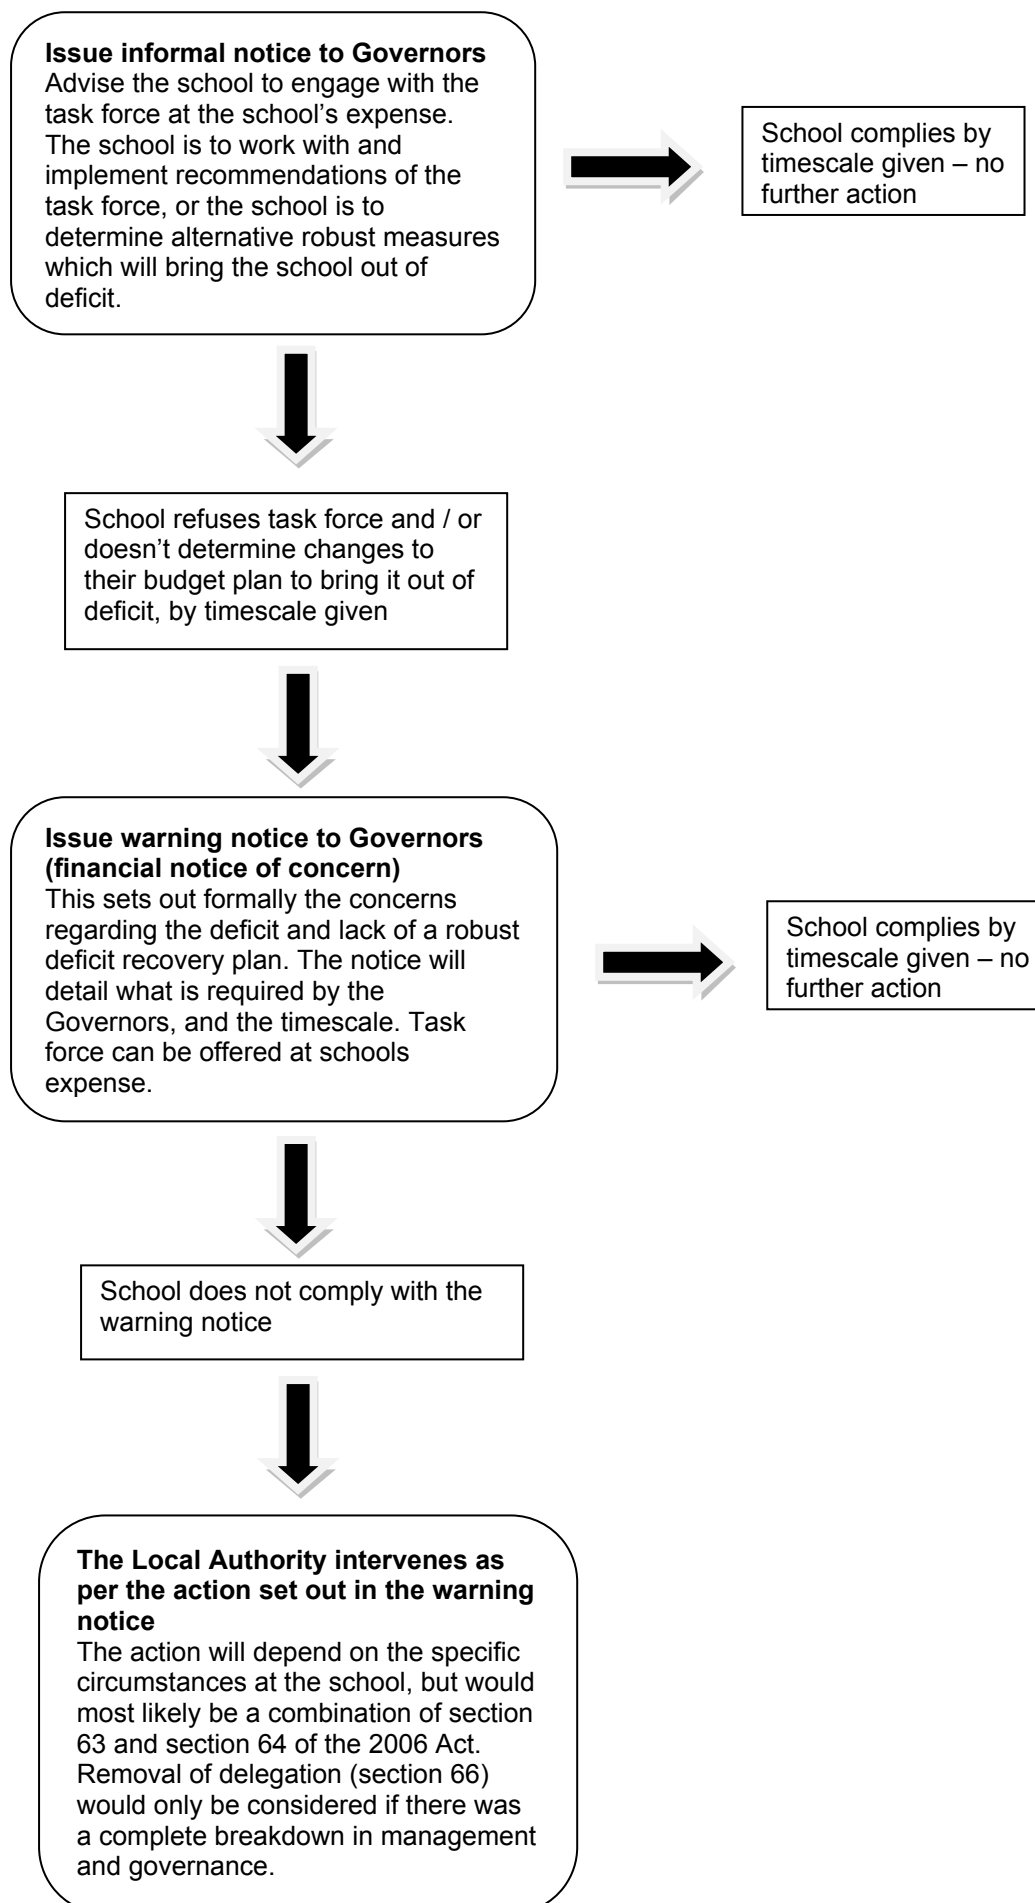 Issue informal notice to Governors
Advise the school to engage with the
task force at the school’s expense.
The school is to work with and
implement recommendations of the
task force, or the school is to
determine alternative robust measures
which will bring the school out of
deficit.
School complies by
timescale given – no
further action
School refuses task force and / or
doesn’t determine changes to
their budget plan to bring it out of
deficit, by timescale given
Issue warning notice to Governors
(financial notice of concern)
This sets out formally the concerns
regarding the deficit and lack of a robust
deficit recovery plan. The notice will
detail what is required by the
Governors, and the timescale. Task
force can be offered at schools
expense.
School complies by
timescale given – no
further action
School does not comply with the
warning notice
The Local Authority intervenes as
per the action set out in the warning
notice
The action will depend on the specific
circumstances at the school, but would
most likely be a combination of section
63 and section 64 of the 2006 Act.
Removal of delegation (section 66)
would only be considered if there was
a complete breakdown in management
and governance.